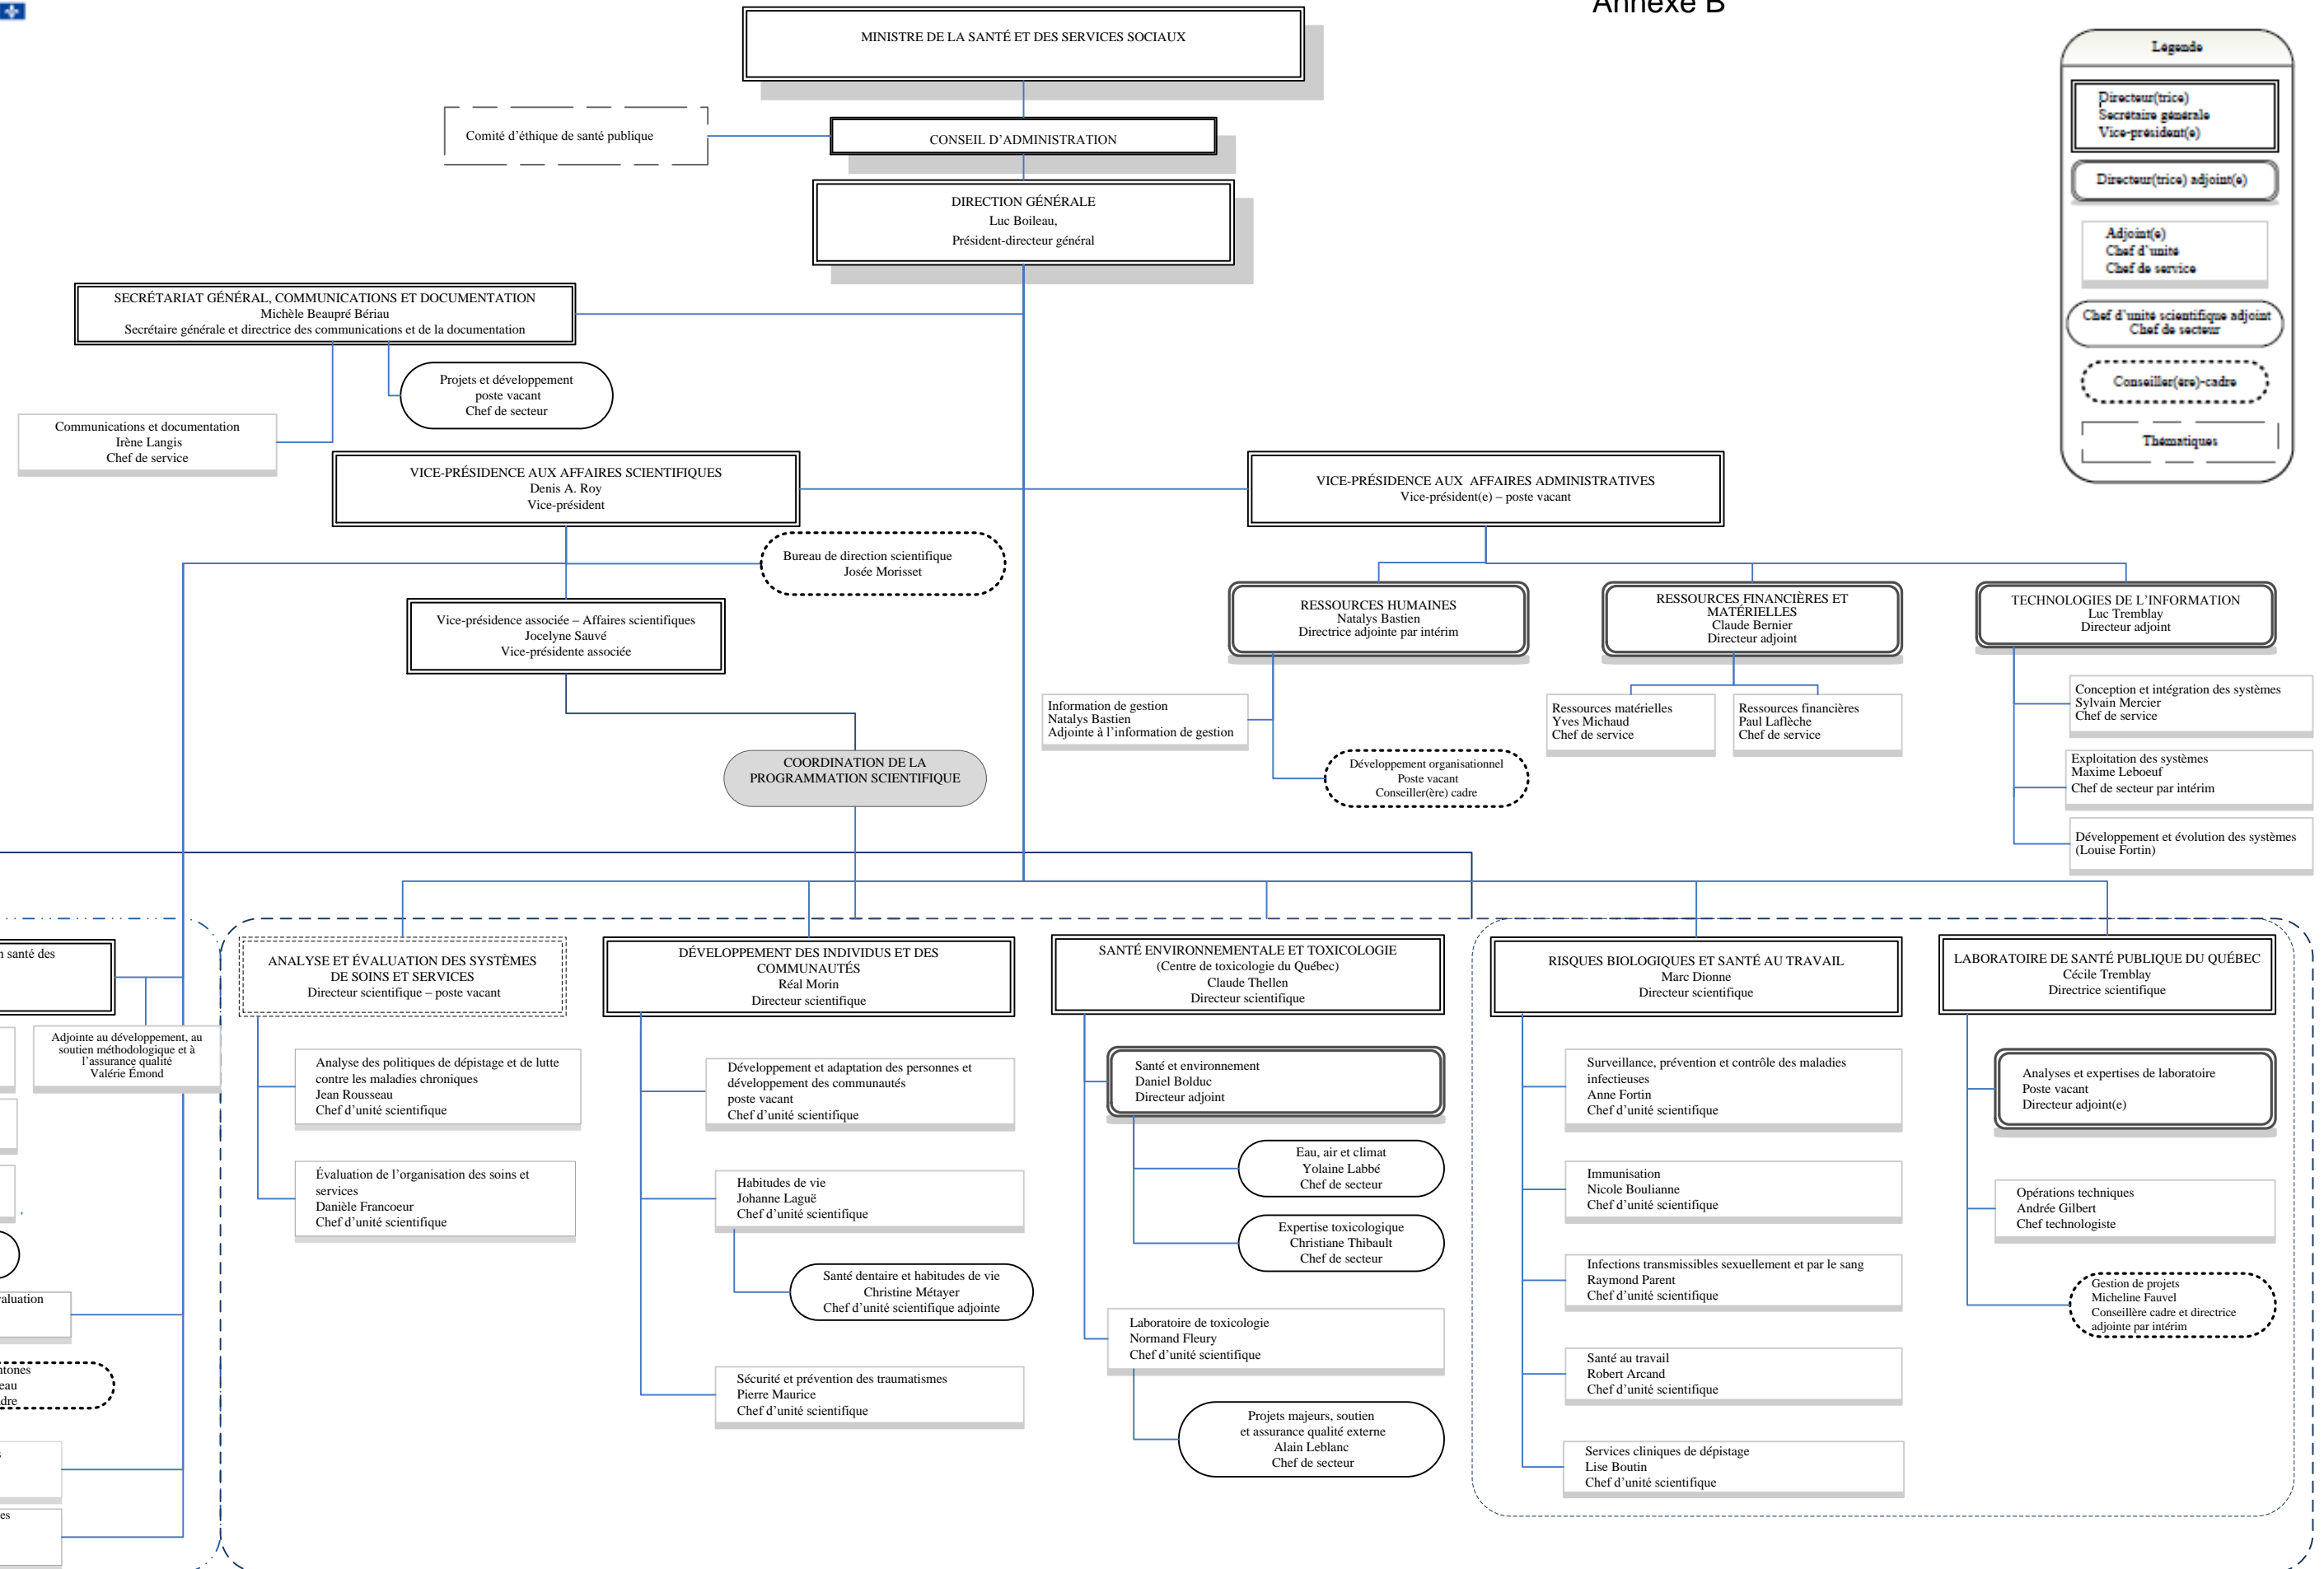 Annexe B
MINISTRE DE LA SANTÉ ET DES SERVICES SOCIAUX
Comité d'éthique de santé publique
CONSEIL D'ADMINISTRATION
DIRECTION GÉNÉRALE
Luc Boileau,
Président-directeur général
Légende
Directeur(trice)
Secrétaire générale
Vice-président(e)
Directeur(trice) adjoint(e)
Adjoint(e)
Chef d'unité
Chef de service
Chef d'unité scientifique adjoint
Chef de secteur
Conseiller(ère)-cadre
Thématiques
SECRÉTARIAT GÉNÉRAL, COMMUNICATIONS ET DOCUMENTATION
Michèle Beaupré Bériau
Secrétaire générale et directrice des communications et de la documentation
Projets et développement
poste vacant
Chef de secteur
Communications et documentation
Irène Langis
Chef de service
VICE-PRÉSIDENCE AUX AFFAIRES SCIENTIFIQUES
Denis A. Roy
Vice-président
VICE-PRÉSIDENCE AUX AFFAIRES ADMINISTRATIVES
Vice-président(e) – poste vacant
Bureau de direction scientifique
Josée Morisset
Vice-présidence associée – Affaires scientifiques
Jocelyne Sauvé
Vice-présidente associée
RESSOURCES HUMAINES
Natalys Bastien
Directrice adjointe par intérim
RESSOURCES FINANCIÈRES ET
MATÉRIELLES
Claude Bernier
Directeur adjoint
TECHNOLOGIES DE L'INFORMATION
Luc Tremblay
Directeur adjoint
Information de gestion
Natalys Bastien
Adjointe à l'information de gestion
Développement organisationnel
Poste vacant
Conseiller(ère) cadre
Ressources matérielles
Yves Michaud
Chef de service
Ressources financières
Paul Laflèche
Chef de service
Conception et intégration des systèmes
Sylvain Mercier
Chef de service
Exploitation des systèmes
Maxime Leboeuf
Chef de secteur par intérim
Développement et évolution des systèmes
(Louise Fortin)
COORDINATION DE LA
PROGRAMMATION SCIENTIFIQUE
n santé des
Adjointe au développement, au
soutien méthodologique et à
l'assurance qualité
Valérie Émond
aluation
ntones
eau
dre
s
es
ANALYSE ET ÉVALUATION DES SYSTÈMES
DE SOINS ET SERVICES
Directeur scientifique – poste vacant
Analyse des politiques de dépistage et de lutte
contre les maladies chroniques
Jean Rousseau
Chef d'unité scientifique
Évaluation de l'organisation des soins et
services
Danièle Francoeur
Chef d'unité scientifique
DÉVELOPPEMENT DES INDIVIDUS ET DES
COMMUNAUTÉS
Réal Morin
Directeur scientifique
Développement et adaptation des personnes et
développement des communautés
poste vacant
Chef d'unité scientifique
Habitudes de vie
Johanne Laguë
Chef d'unité scientifique
Santé dentaire et habitudes de vie
Christine Métayer
Chef d'unité scientifique adjointe
Sécurité et prévention des traumatismes
Pierre Maurice
Chef d'unité scientifique
SANTÉ ENVIRONNEMENTALE ET TOXICOLOGIE
(Centre de toxicologie du Québec)
Claude Thellen
Directeur scientifique
Santé et environnement
Daniel Bolduc
Directeur adjoint
Eau, air et climat
Yolaine Labbé
Chef de secteur
Expertise toxicologique
Christiane Thibault
Chef de secteur
Laboratoire de toxicologie
Normand Fleury
Chef d'unité scientifique
Projets majeurs, soutien
et assurance qualité externe
Alain Leblanc
Chef de secteur
RISQUES BIOLOGIQUES ET SANTÉ AU TRAVAIL
Marc Dionne
Directeur scientifique
Surveillance, prévention et contrôle des maladies
infectieuses
Anne Fortin
Chef d'unité scientifique
Immunisation
Nicole Boulianne
Chef d'unité scientifique
Infections transmissibles sexuellement et par le sang
Raymond Parent
Chef d'unité scientifique
Santé au travail
Robert Arcand
Chef d'unité scientifique
Services cliniques de dépistage
Lise Boutin
Chef d'unité scientifique
LABORATOIRE DE SANTÉ PUBLIQUE DU QUÉBEC
Cécile Tremblay
Directrice scientifique
Analyses et expertises de laboratoire
Poste vacant
Directeur adjoint(e)
Opérations techniques
Andrée Gilbert
Chef technologiste
Gestion de projets
Micheline Fauvel
Conseillère cadre et directrice
adjointe par intérim